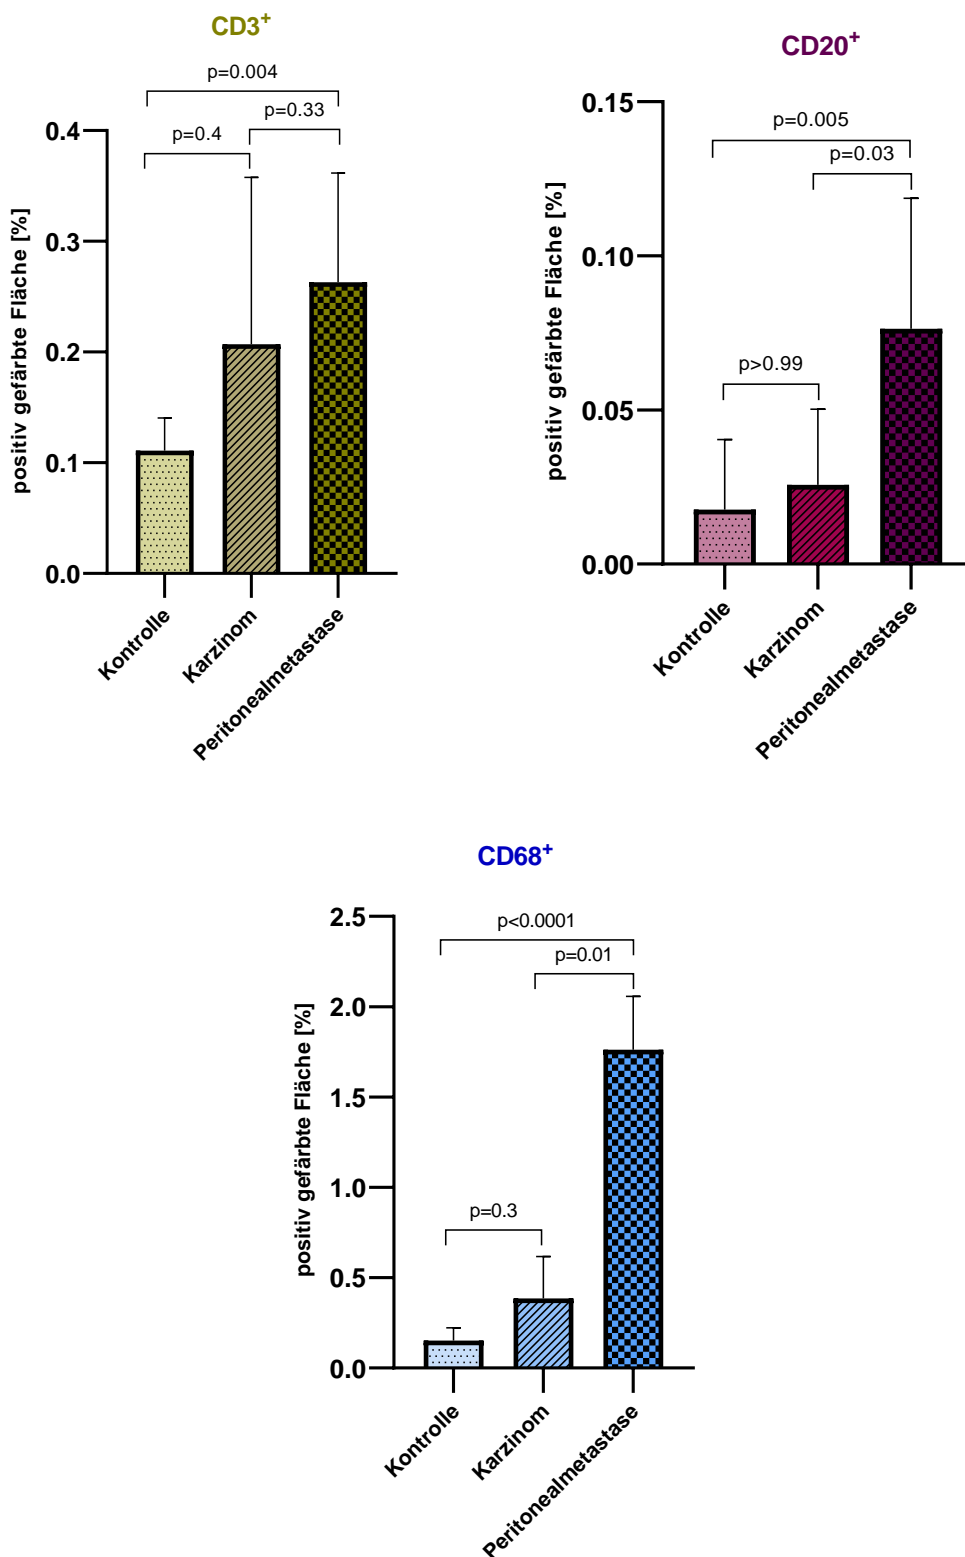 CD3⁺
p=0.004
p=0.33
p=0.4
positiv gefärbte Fläche [%]
0.4
0.3
0.2
0.1
0.0
Kontrolle
Karzinom
Peritonealmetastase
CD20⁺
p=0.005
p=0.03
p>0.99
positiv gefärbte Fläche [%]
0.15
0.10
0.05
0.00
Kontrolle
Karzinom
Peritonealmetastase
CD68⁺
p<0.0001
p=0.01
p=0.3
positiv gefärbte Fläche [%]
2.5
2.0
1.5
1.0
0.5
0.0
Kontrolle
Karzinom
Peritonealmetastase